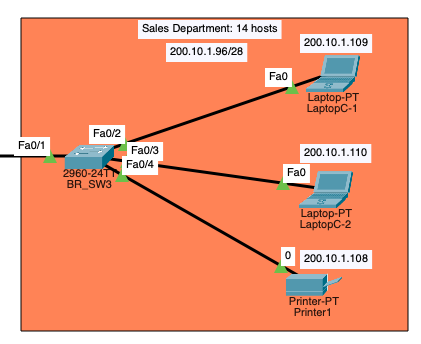 Sales Department: 14 hosts
200.10.1.96/28
200.10.1.109
Fa0
Laptop-PT
LaptopC-1
Fa0/1
Fa0/2
Fa0/3
Fa0/4
2960-24TT
BR_SW3
200.10.1.110
Fa0
Laptop-PT
LaptopC-2
0
200.10.1.108
Printer-PT
Printer1